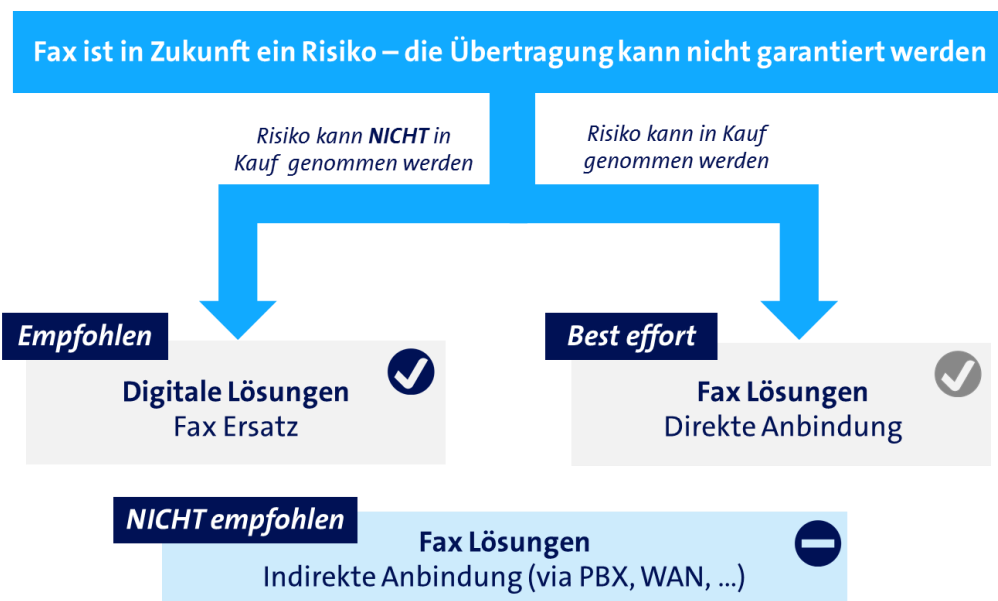 Fax ist in Zukunft ein Risiko – die Übertragung kann nicht garantiert werden
Risiko kann NICHT in
Kauf genommen werden
Risiko kann in Kauf
genommen werden
Empfohlen
Digitale Lösungen
Fax Ersatz
Best effort
Fax Lösungen
Direkte Anbindung
NICHT empfohlen
Fax Lösungen
Indirekte Anbindung (via PBX, WAN, ...)